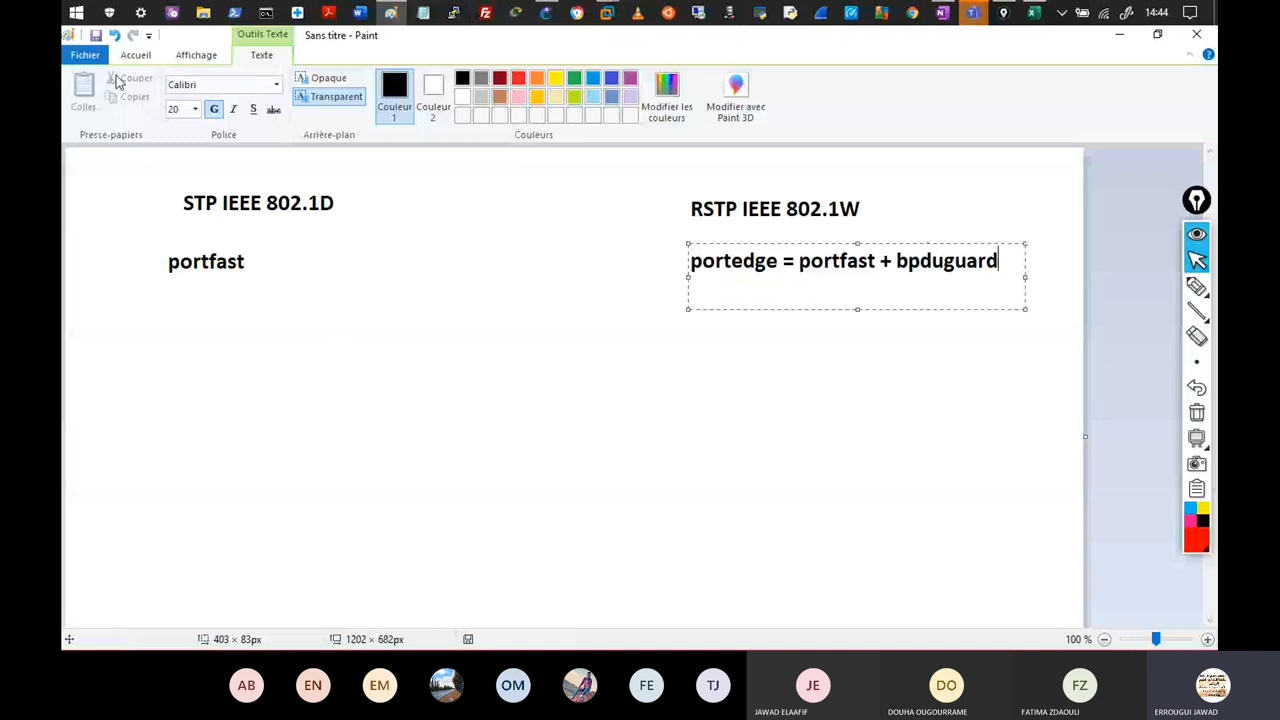 14:44
Outils Texte
Sans titre - Paint
Fichier
Accueil
Affichage
Texte
Coller
Couper
Copier
Presse-papiers
Calibri
20
G I S abc
Police
Opaque
Transparent
Arrière-plan
Couleur 1
Couleur 2
Modifier les couleurs
Modifier avec Paint 3D
Couleurs
STP IEEE 802.1D
RSTP IEEE 802.1W
portfast
portedge = portfast + bpduguard
403 × 83px
1202 × 682px
100 %
AB
EN
EM
OM
FE
TJ
JE
DO
FZ
JAWAD ELAAFIF
DOUHA OUGOURRAME
FATIMA ZDAOULI
ERROUGUI JAWAD